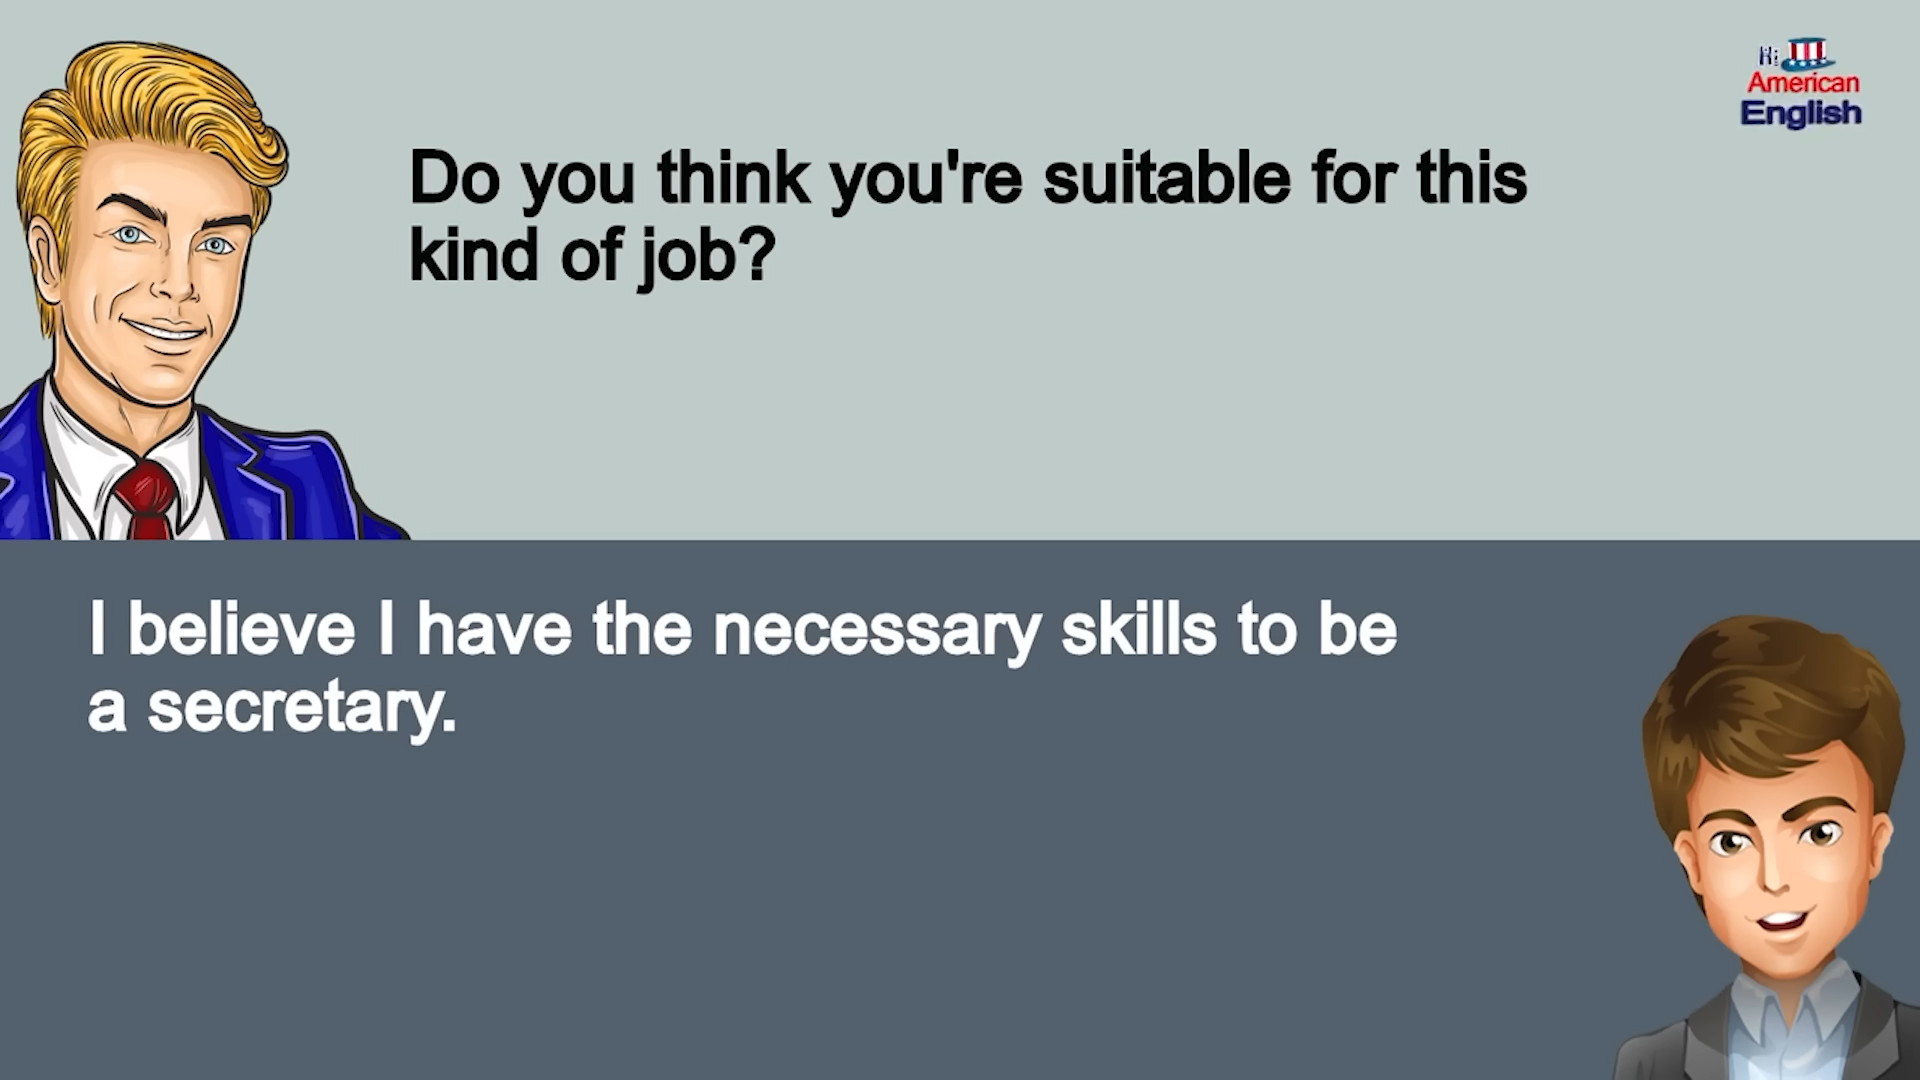 Hi
American
English
Do you think you're suitable for this
kind of job?
I believe I have the necessary skills to be
a secretary.